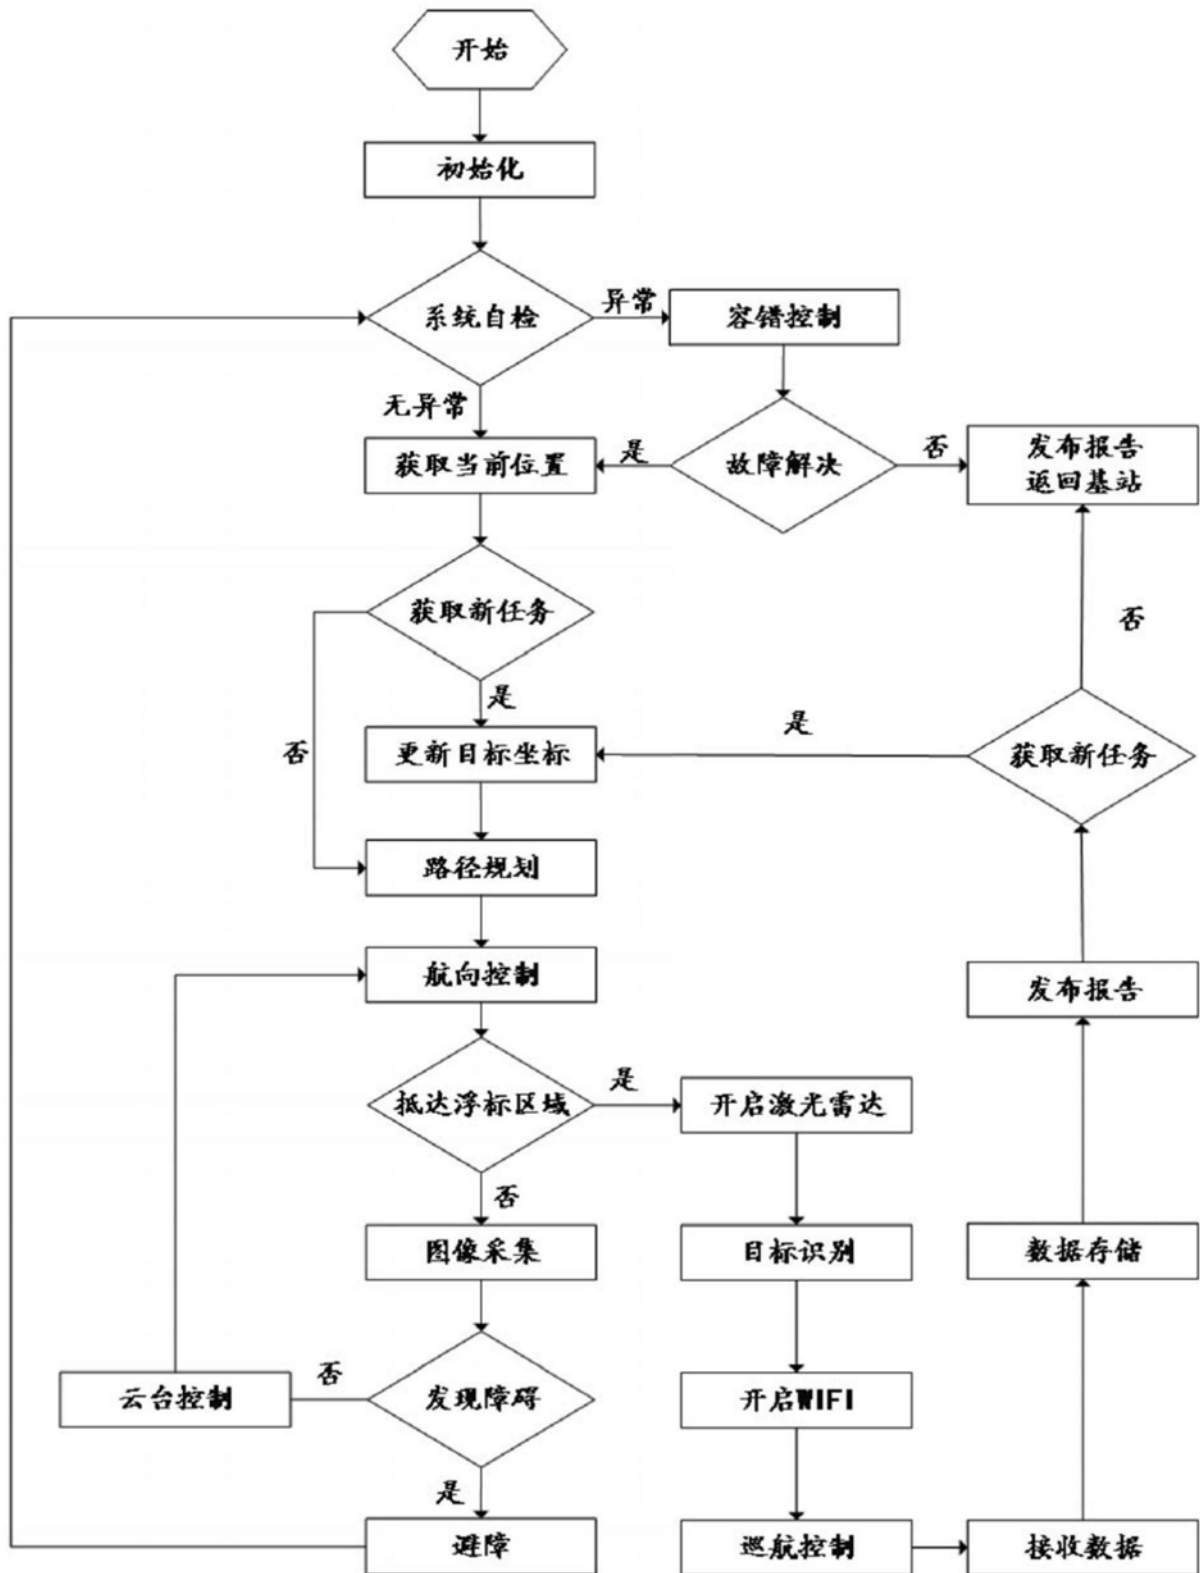 开始
初始化
系统自检
异常
容错控制
无异常
获取当前位置
是
故障解决
否
发布报告
返回基站
获取新任务
否
是
否
更新目标坐标
是
获取新任务
路径规划
航向控制
发布报告
抵达浮标区域
是
开启激光雷达
否
图像采集
目标识别
数据存储
云台控制
否
发现障碍
开启WIFI
是
避障
巡航控制
接收数据